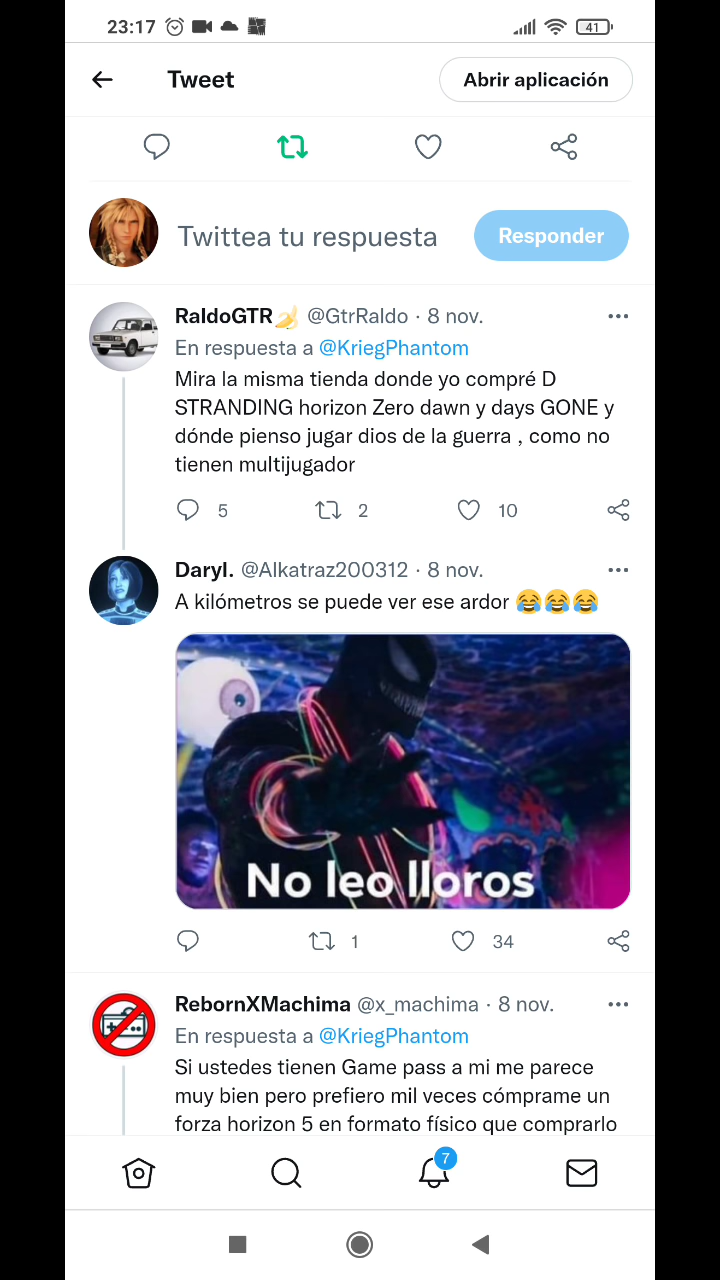 23:17
41
Tweet
Abrir aplicación
Twittea tu respuesta
Responder
RaldoGTR🍌 @GtrRaldo · 8 nov.
En respuesta a @KriegPhantom
Mira la misma tienda donde yo compré D
STRANDING horizon Zero dawn y days GONE y
dónde pienso jugar dios de la guerra , como no
tienen multijugador
5 2 10
Daryl. @Alkatraz200312 · 8 nov.
A kilómetros se puede ver ese ardor 😂😂😂
No leo lloros
1 34
RebornXMachima @x_machima · 8 nov.
En respuesta a @KriegPhantom
Si ustedes tienen Game pass a mi me parece
muy bien pero prefiero mil veces cómprame un
forza horizon 5 en formato físico que comprarlo
7